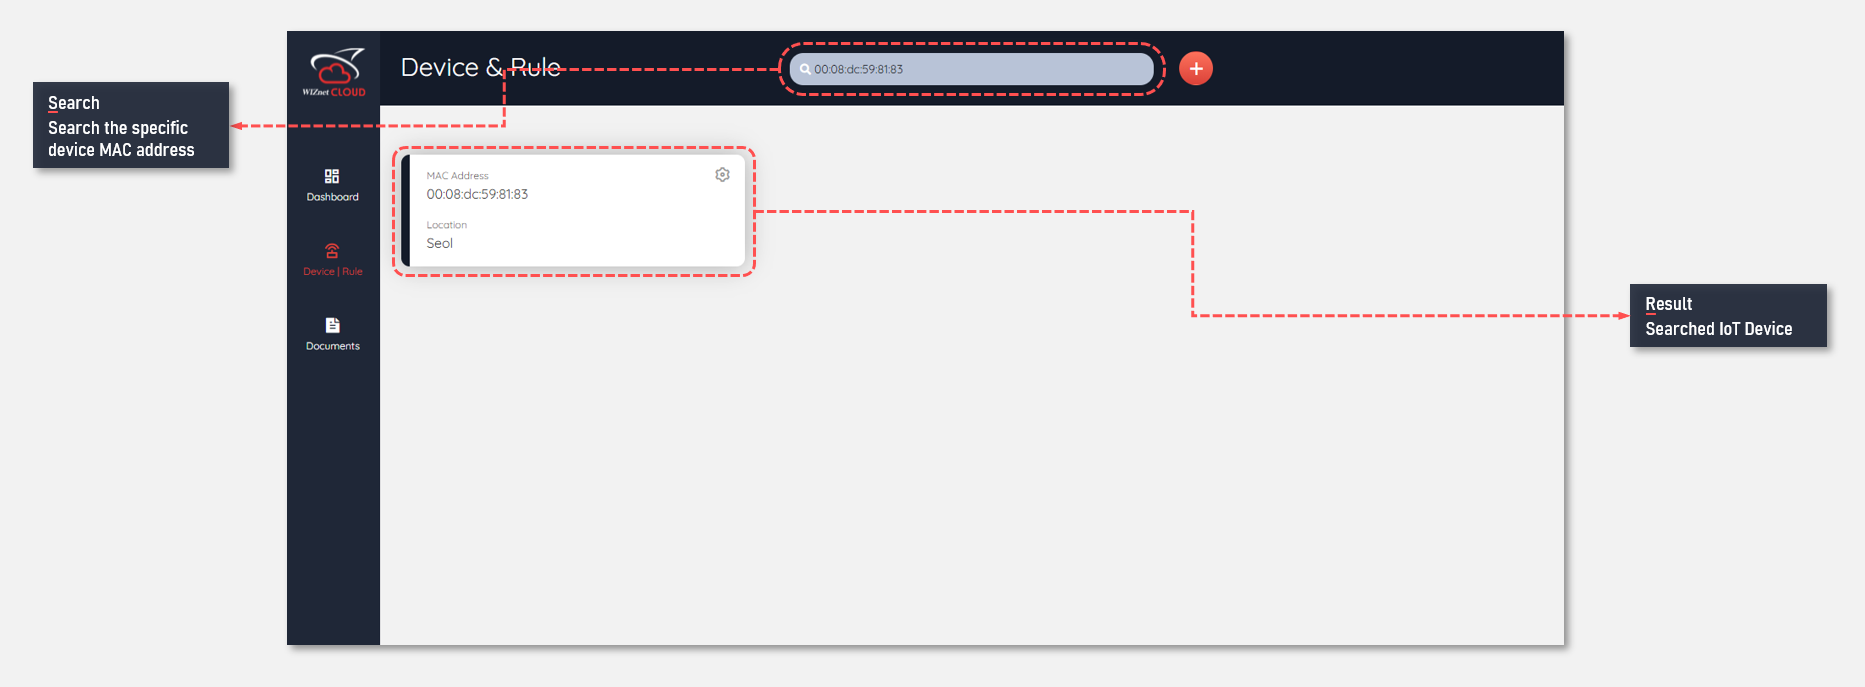 WIZnet CLOUD
Device & Rule
00:08:dc:59:81:83
Search
Search the specific
device MAC address
Dashboard
Device | Rule
Documents
MAC Address
00:08:dc:59:81:83
Location
Seol
Result
Searched IoT Device